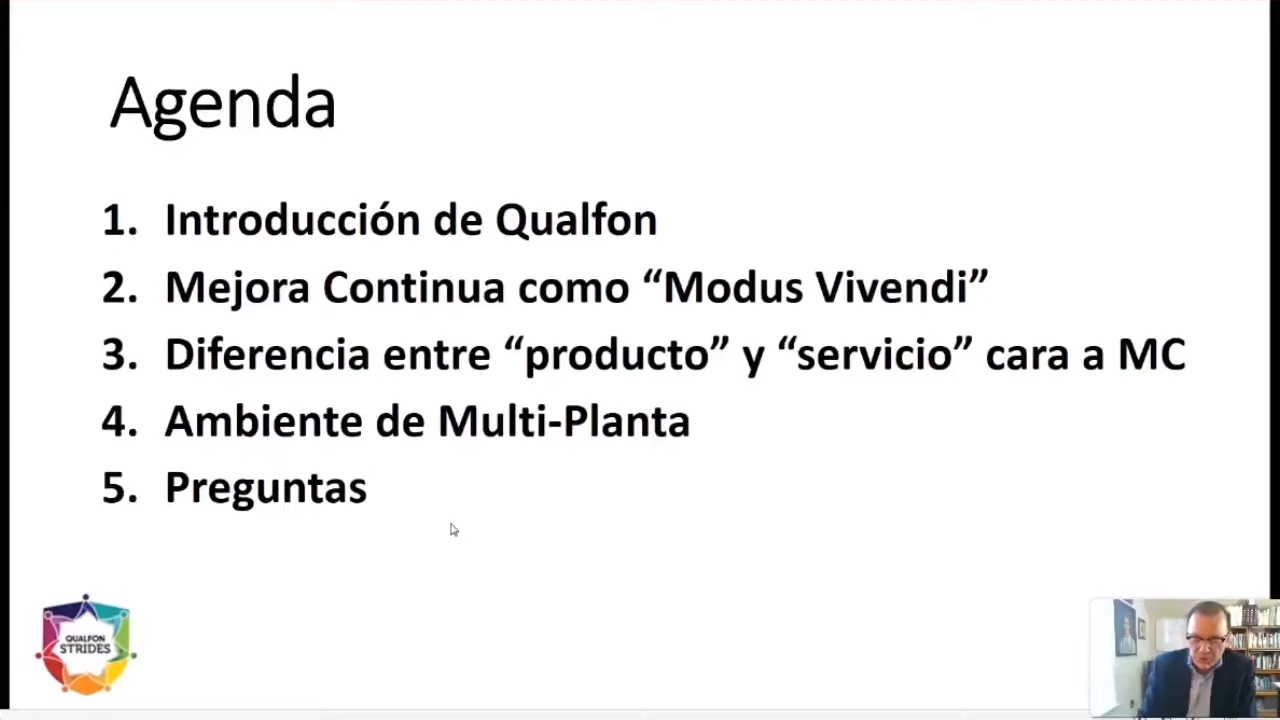 Agenda
1. Introducción de Qualfon
2. Mejora Continua como “Modus Vivendi”
3. Diferencia entre “producto” y “servicio” cara a MC
4. Ambiente de Multi-Planta
5. Preguntas
QUALFON
STRIDES